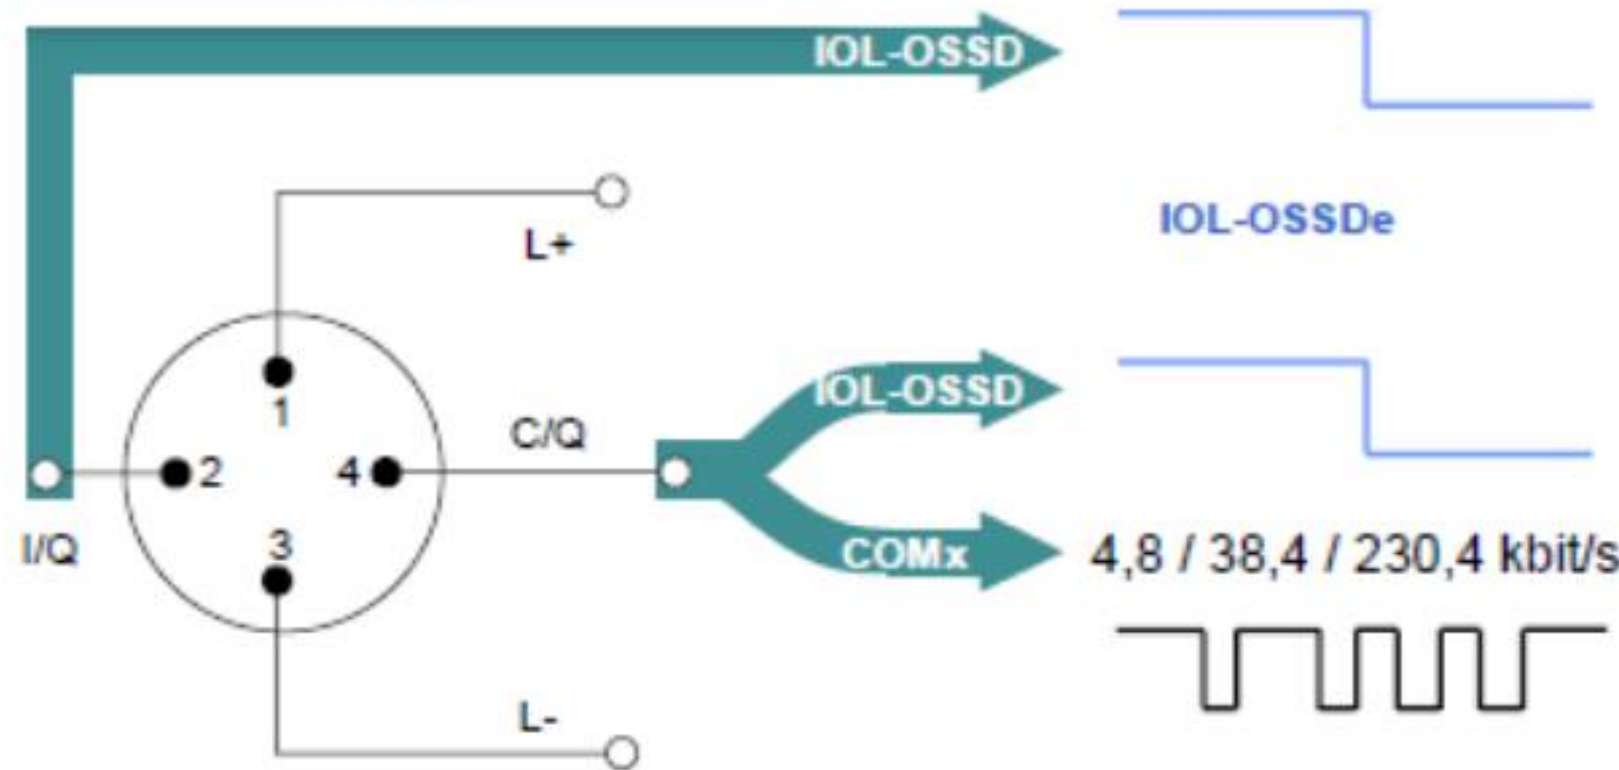 IOL-OSSD
L+
IOL-OSSDe
1
IOL-OSSD
C/Q
2
4
I/Q
3
COMx
4,8 / 38,4 / 230,4 kbit/s
L-